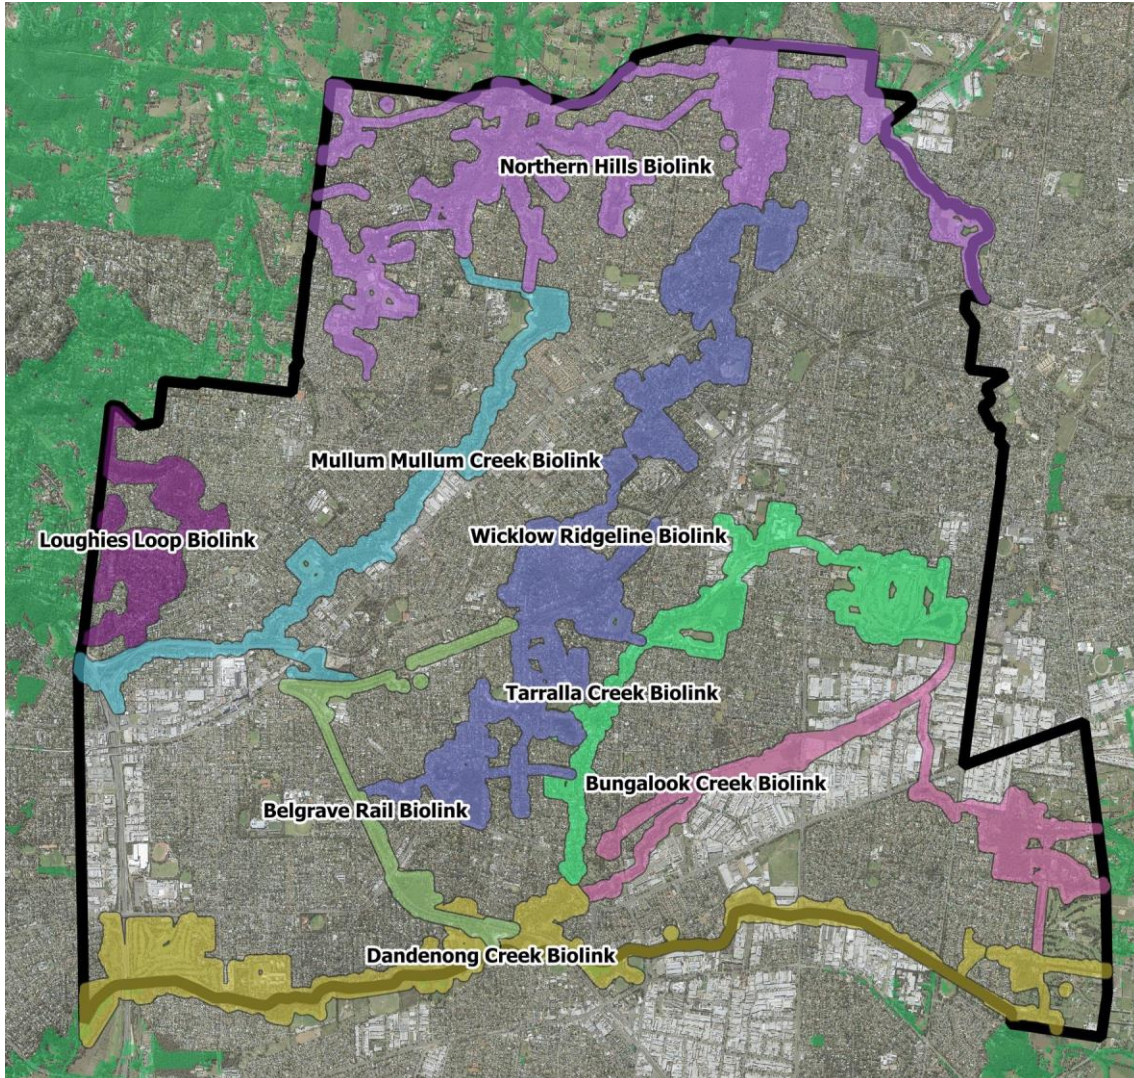 Northern Hills Biolink
Mullum Mullum Creek Biolink
Loughies Loop Biolink
Wicklow Ridgeline Biolink
Tarralla Creek Biolink
Bungalook Creek Biolink
Belgrave Rail Biolink
Dandenong Creek Biolink